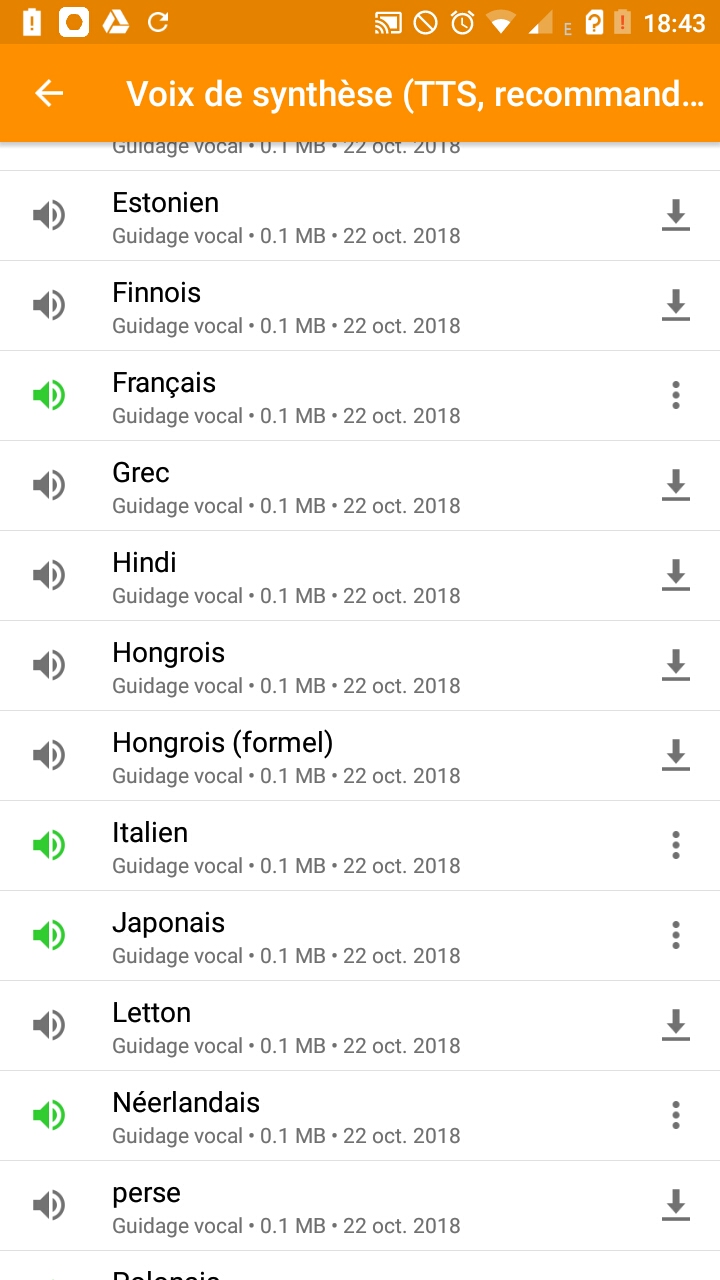 18:43
Voix de synthèse (TTS, recommand...
Guidage vocal • 0.1 MB • 22 oct. 2018
Estonien
Guidage vocal • 0.1 MB • 22 oct. 2018
Finnois
Guidage vocal • 0.1 MB • 22 oct. 2018
Français
Guidage vocal • 0.1 MB • 22 oct. 2018
Grec
Guidage vocal • 0.1 MB • 22 oct. 2018
Hindi
Guidage vocal • 0.1 MB • 22 oct. 2018
Hongrois
Guidage vocal • 0.1 MB • 22 oct. 2018
Hongrois (formel)
Guidage vocal • 0.1 MB • 22 oct. 2018
Italien
Guidage vocal • 0.1 MB • 22 oct. 2018
Japonais
Guidage vocal • 0.1 MB • 22 oct. 2018
Letton
Guidage vocal • 0.1 MB • 22 oct. 2018
Néerlandais
Guidage vocal • 0.1 MB • 22 oct. 2018
perse
Guidage vocal • 0.1 MB • 22 oct. 2018
Polonais